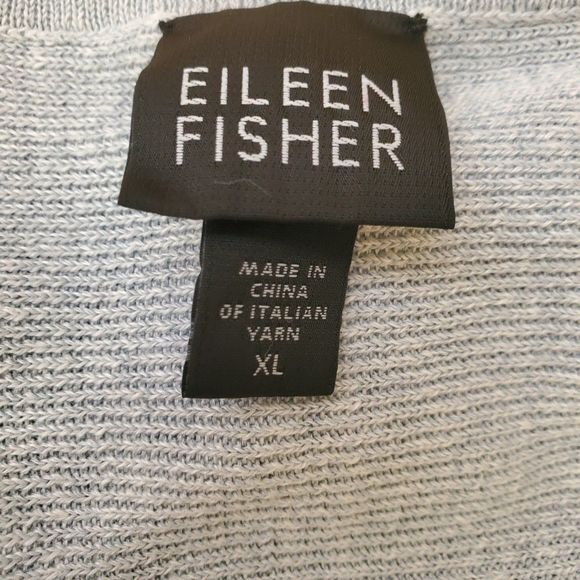 EILEEN
FISHER
MADE IN
CHINA
OF ITALIAN
YARN
XL